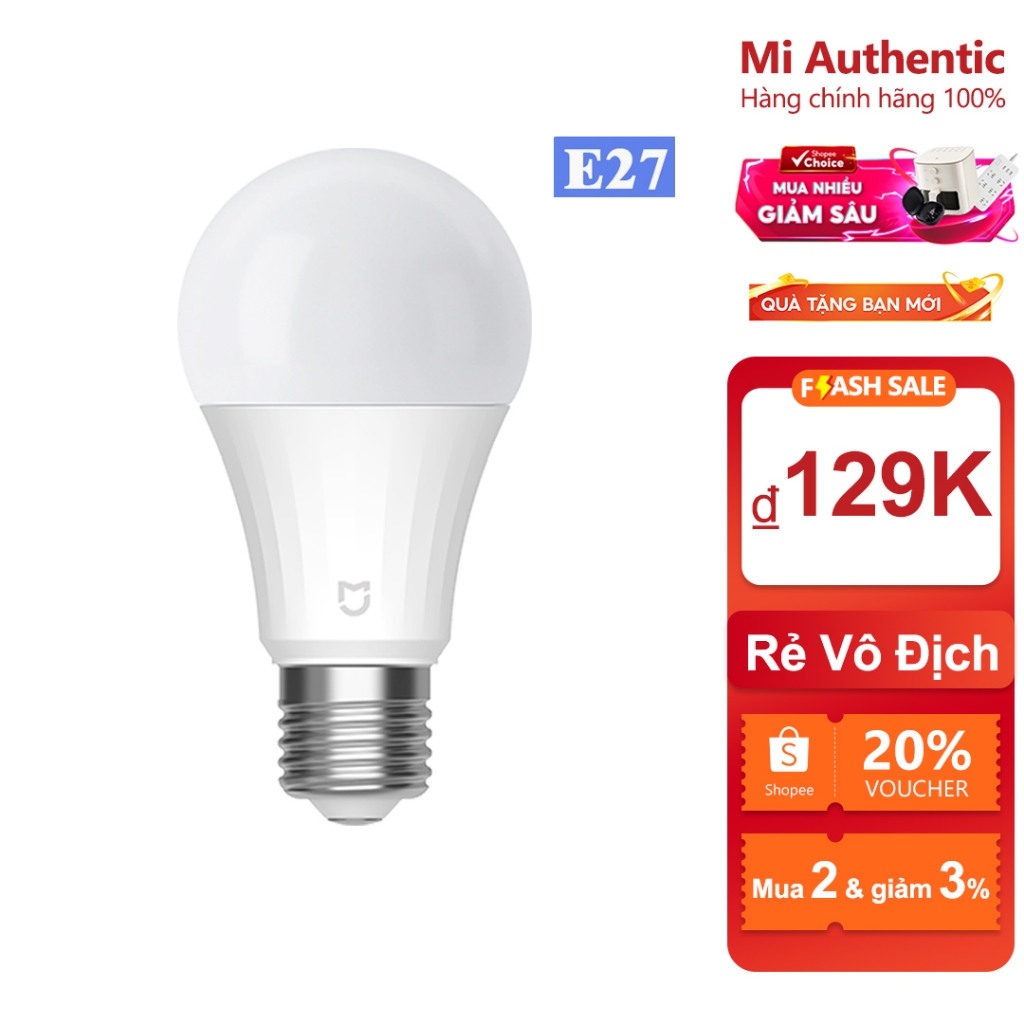 Mi Authentic
Hàng chính hãng 100%
E27
Shopee
Choice
MUA NHIỀU
GIẢM SÂU
QUÀ TẶNG BẠN MỚI
FLASH SALE
₫129K
Rẻ Vô Địch
S
Shopee
20%
VOUCHER
Mua 2 & giảm 3%